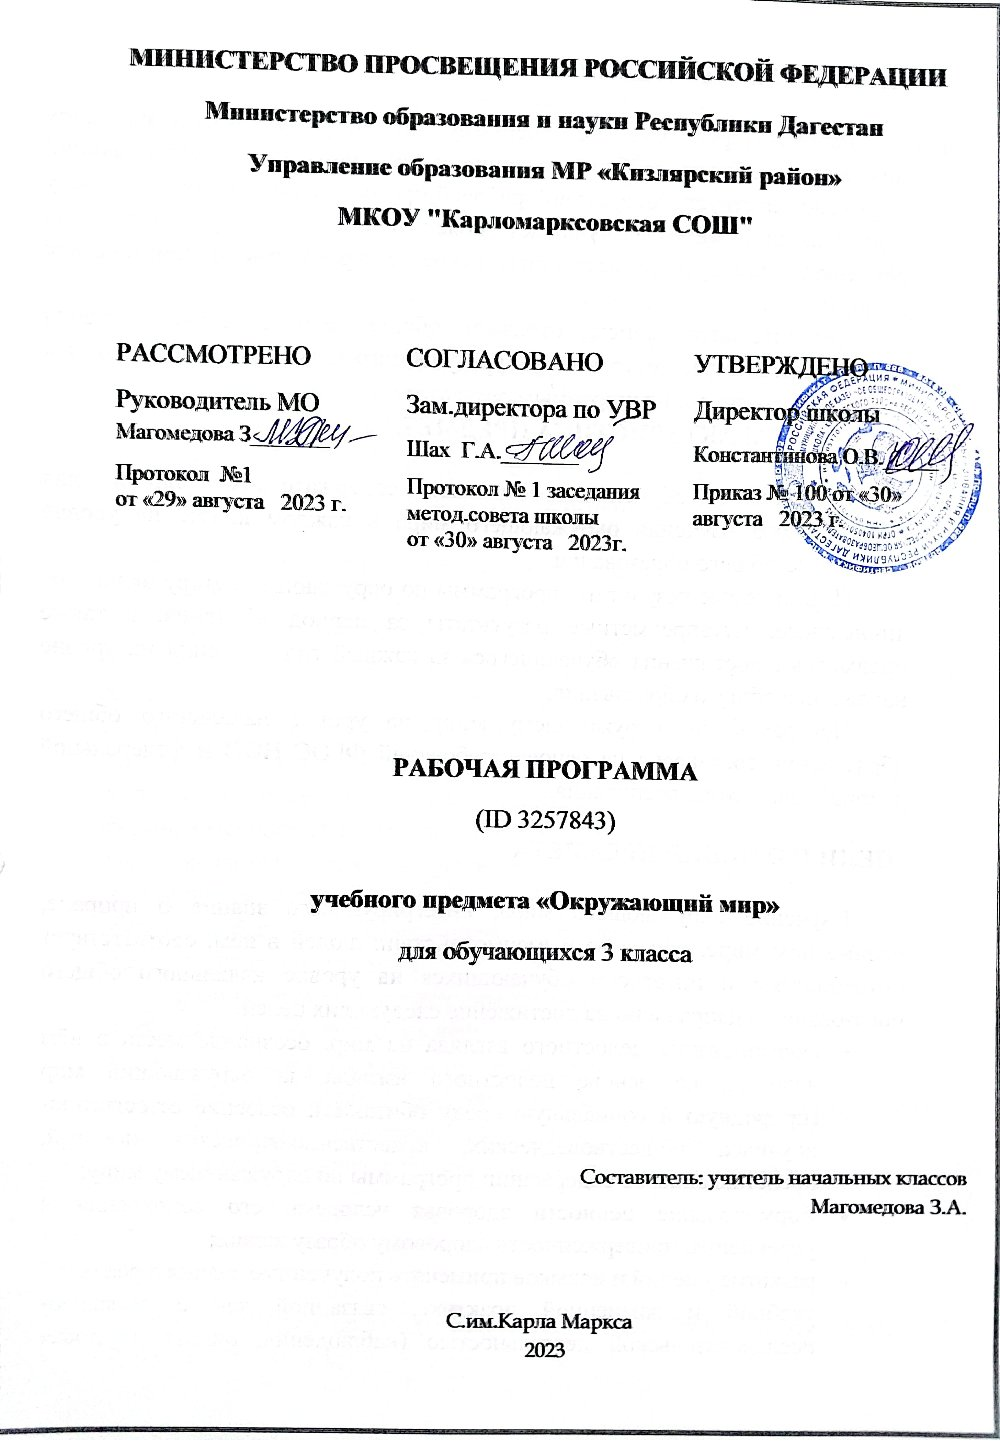 МИНИСТЕРСТВО ПРОСВЕЩЕНИЯ РОССИЙСКОЙ ФЕДЕРАЦИИ
Министерство образования и науки Республики Дагестан
Управление образования МР «Кизлярский район»
МКОУ "Карломарксовская СОШ"
РАССМОТРЕНО
Руководитель МО
Магомедова З
Протокол №1
от «29» августа 2023 г.
СОГЛАСОВАНО
Зам.директора по УВР
Шах Г.А.
Протокол № 1 заседания
метод.совета школы
от «30» августа 2023г.
УТВЕРЖДЕНО
Директор школы
Константинова О.В.
Приказ № 100 от «30»
августа 2023 г.
РАБОЧАЯ ПРОГРАММА
(ID 3257843)
учебного предмета «Окружающий мир»
для обучающихся 3 класса
Составитель: учитель начальных классов
Магомедова З.А.
С.им.Карла Маркса
2023